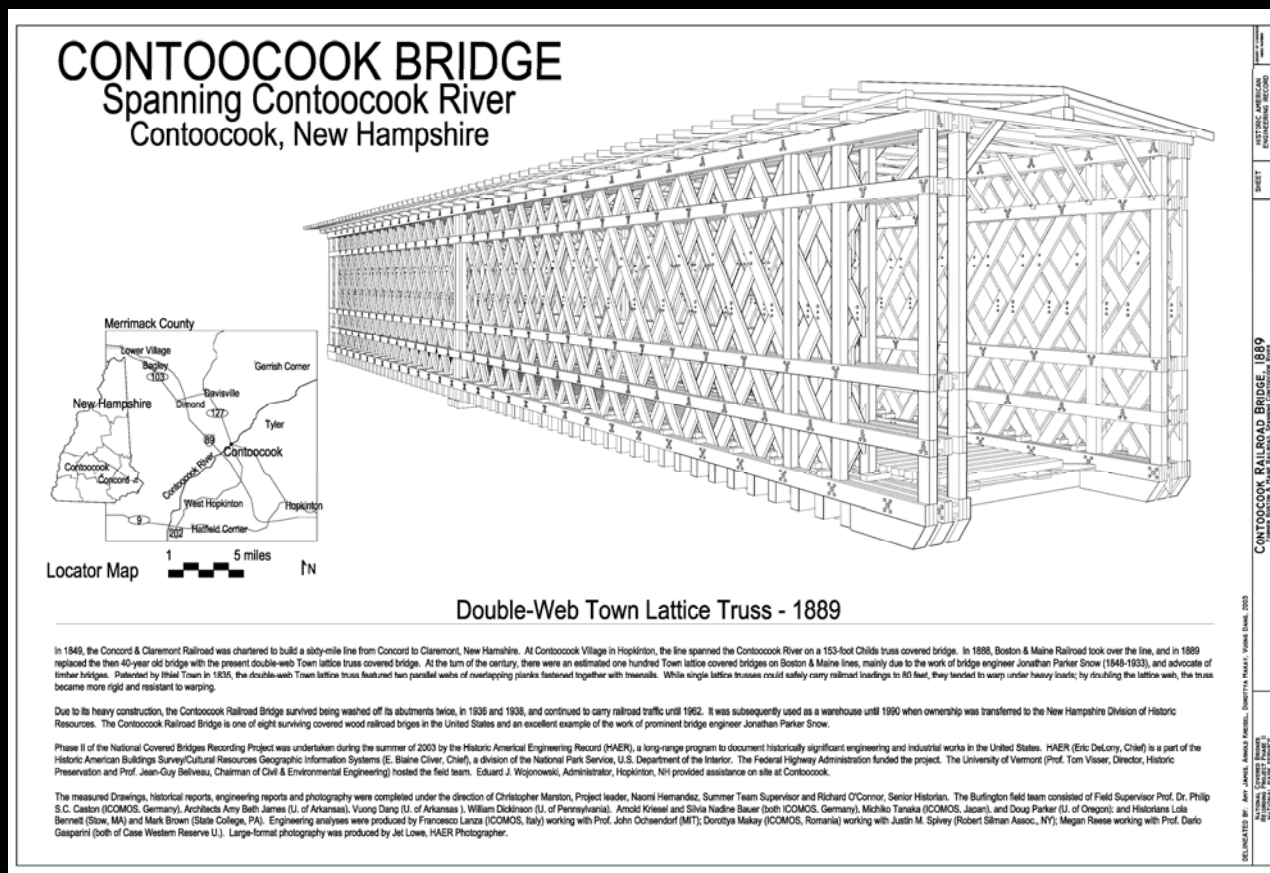 CONTOOCOOK BRIDGE
Spanning Contoocook River
Contoocook, New Hampshire
Merrimack County
Lower Village
Bagley
103
Gerrish Corner
Davisville
New Hampshire
Dimond
127
Tyler
89
Contoocook
Contoocook
Concord
Contoocook River
West Hopkinton
Hopkinton
9
202
Hatfield Corner
1 5 miles
Locator Map
N
Double-Web Town Lattice Truss - 1889
In 1849, the Concord & Claremont Railroad was chartered to build a sixty-mile line from Concord to Claremont, New Hamshire. At Contoocook Village in Hopkinton, the line spanned the Contoocook River on a 153-foot Childs truss covered bridge. In 1888, Boston & Maine Railroad took over the line, and in 1889
replaced the then 40-year old bridge with the present double-web Town lattice truss covered bridge. At the turn of the century, there were an estimated one hundred Town lattice covered bridges on Boston & Maine lines, mainly due to the work of bridge engineer Jonathan Parker Snow (1848-1933), and advocate of
timber bridges. Patented by Ithiel Town in 1835, the double-web Town lattice truss featured two parallel webs of overlapping planks fastened together with treenails. While single lattice trusses could safely carry railroad loadings to 80 feet, they tended to warp under heavy loads; by doubling the lattice web, the truss
became more rigid and resistant to warping.
Due to its heavy construction, the Contoocook Railroad Bridge survived being washed off its abutments twice, in 1936 and 1938, and continued to carry railroad traffic until 1962. It was subsequently used as a warehouse until 1990 when ownership was transferred to the New Hampshire Division of Historic
Resources. The Contoocook Railroad Bridge is one of eight surviving covered wood railroad briges in the United States and an excellent example of the work of prominent bridge engineer Jonathan Parker Snow.
Phase II of the National Covered Bridges Recording Project was undertaken during the summer of 2003 by the Historic Americal Engineering Record (HAER), a long-range program to document historically significant engineering and industrial works in the United States. HAER (Eric DeLony, Chief) is a part of the
Historic American Buildings Survey/Cultural Resources Geographic Information Systems (E. Blaine Cliver, Chief), a division of the National Park Service, U.S. Department of the Interior. The Federal Highway Administration funded the project. The University of Vermont (Prof. Tom Visser, Director, Historic
Preservation and Prof. Jean-Guy Beliveau, Chairman of Civil & Environmental Engineering) hosted the field team. Eduard J. Wojonowski, Administrator, Hopkinton, NH provided assistance on site at Contoocook.
The measured Drawings, historical reports, engineering reports and photography were completed under the direction of Christopher Marston, Project leader, Naomi Hernandez, Summer Team Supervisor and Richard O'Connor, Senior Historian. The Burlington field team consisted of Field Supervisor Prof. Dr. Philip
S.C. Caston (ICOMOS, Germany), Architects Amy Beth James (U. of Arkansas), Vuong Dang (U. of Arkansas ), William Dickinson (U. of Pennsylvania). Arnold Kriesel and Silvia Nadine Bauer (both ICOMOS, Germany), Michiko Tanaka (ICOMOS, Japan), and Doug Parker (U. of Oregon): and Historians Lola
Bennett (Stow, MA) and Mark Brown (State College, PA). Engineering analyses were produced by Francesco Lanza (ICOMOS, Italy) working with Prof. John Ochsendorf (MIT); Dorottya Makay (ICOMOS, Romania) working with Justin M. Spivey (Robert Silman Assoc., NY); Megan Reese working with Prof. Dario
Gasparini (both of Case Western Reserve U.). Large-format photography was produced by Jet Lowe, HAER Photographer.
HISTORIC AMERICAN
ENGINEERING RECORD
SHEET
CONTOOCOOK RAILROAD BRIDGE, 1889
DELINEATED BY: AMY JAMES, ARNOLD KRIESEL, DOROTTYA MAKAY, VUONG DANG, 2003
NATIONAL COVERED BRIDGES
RECORDING PROJECT PHASE II